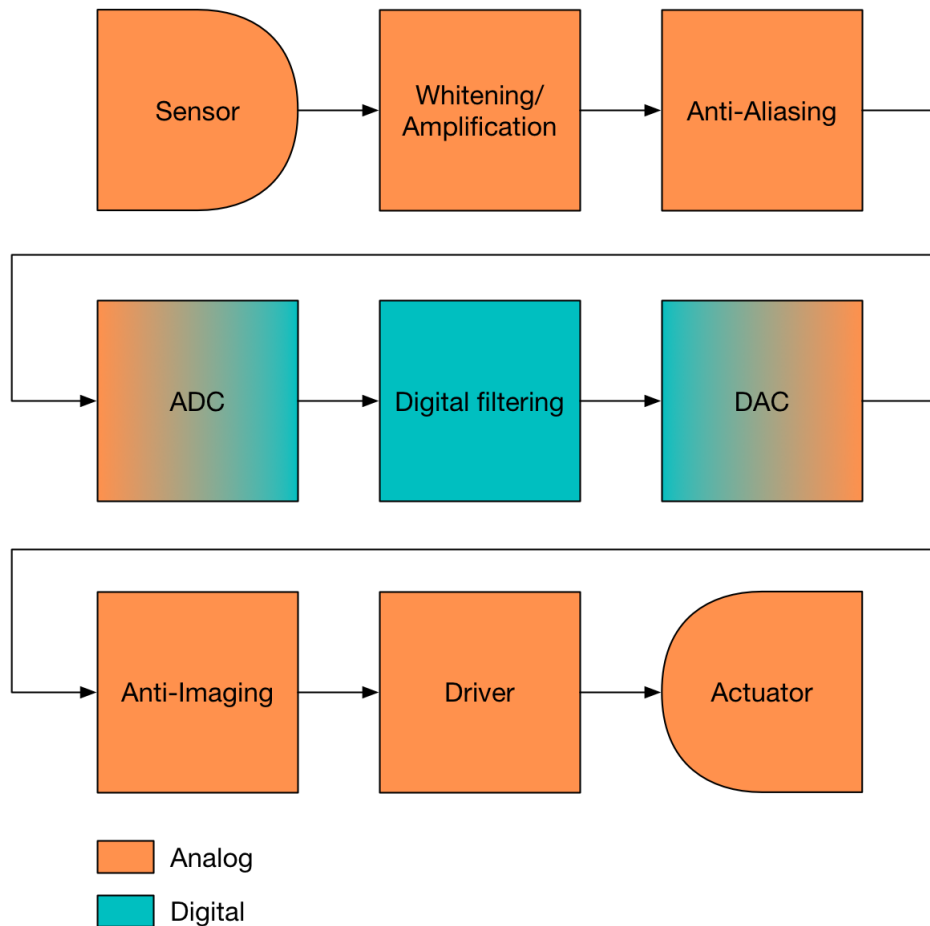 Sensor
Whitening/
Amplification
Anti-Aliasing
ADC
Digital filtering
DAC
Anti-Imaging
Driver
Actuator
Analog
Digital